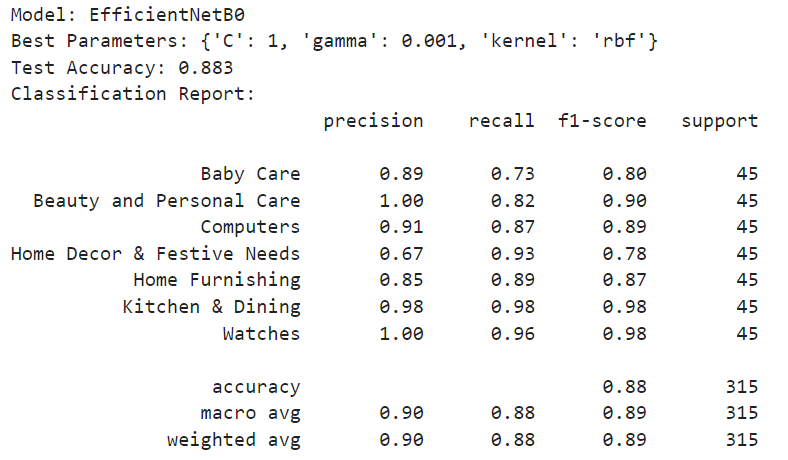 Model: EfficientNetB0
Best Parameters: {'C': 1, 'gamma': 0.001, 'kernel': 'rbf'}
Test Accuracy: 0.883
Classification Report:
precision recall f1-score support
Baby Care 0.89 0.73 0.80 45
Beauty and Personal Care 1.00 0.82 0.90 45
Computers 0.91 0.87 0.89 45
Home Decor & Festive Needs 0.67 0.93 0.78 45
Home Furnishing 0.85 0.89 0.87 45
Kitchen & Dining 0.98 0.98 0.98 45
Watches 1.00 0.96 0.98 45
accuracy 0.88 315
macro avg 0.90 0.88 0.89 315
weighted avg 0.90 0.88 0.89 315